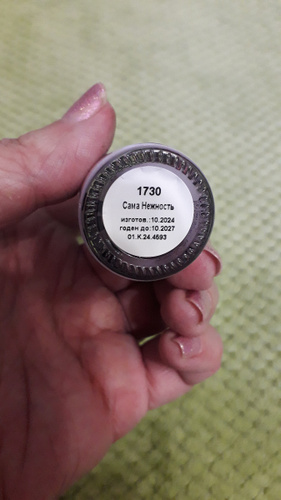 1730
Сама Нежность
изготов.:10.2024
годен до:10.2027
01.К.24.4693